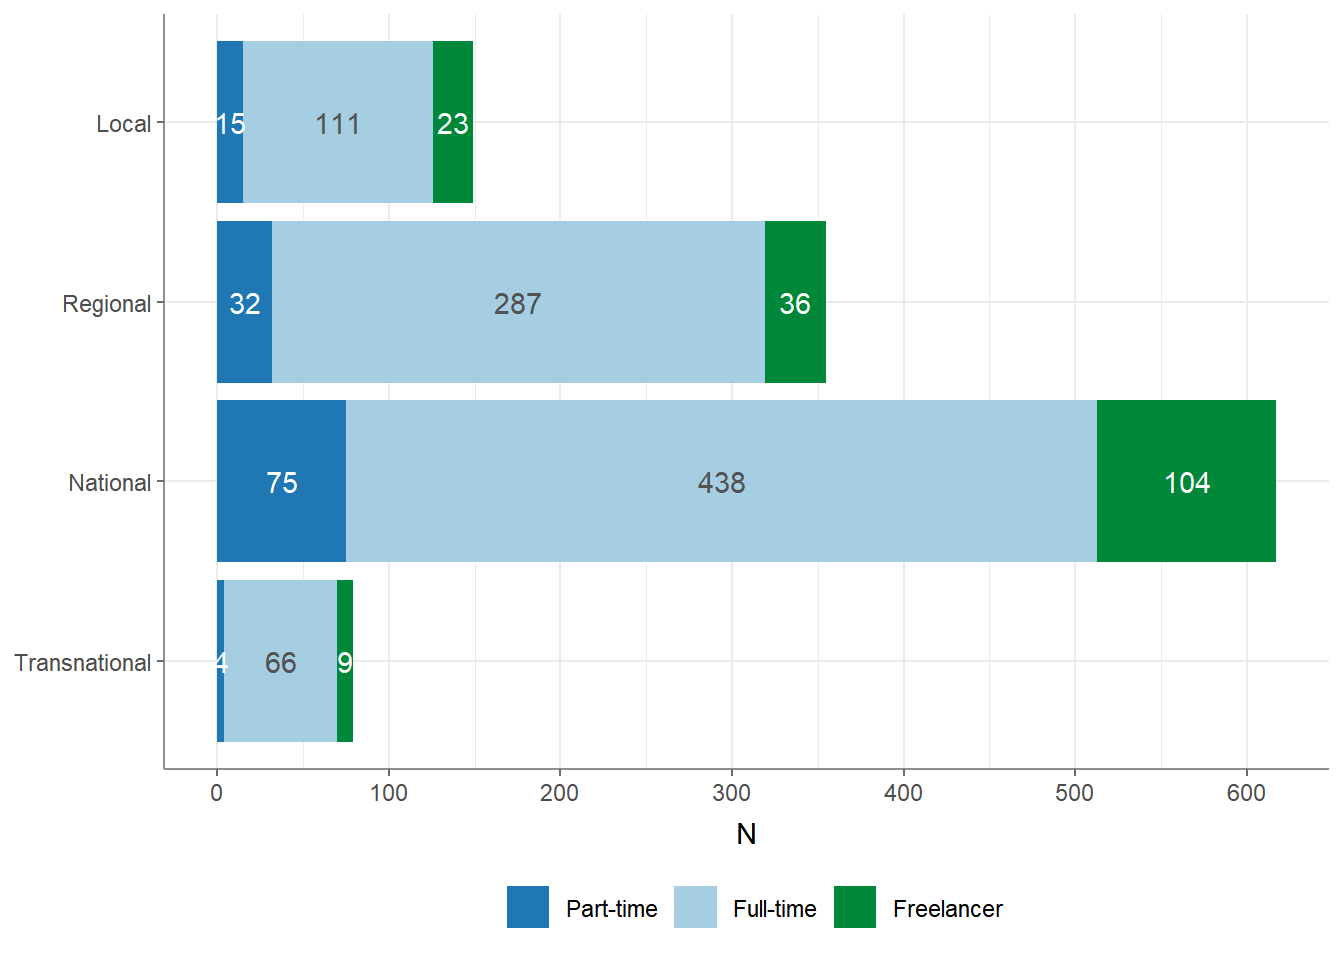 Local 15 111 23
Regional 32 287 36
National 75 438 104
Transnational 4 66 9
0 100 200 300 400 500 600
N
Part-time Full-time Freelancer